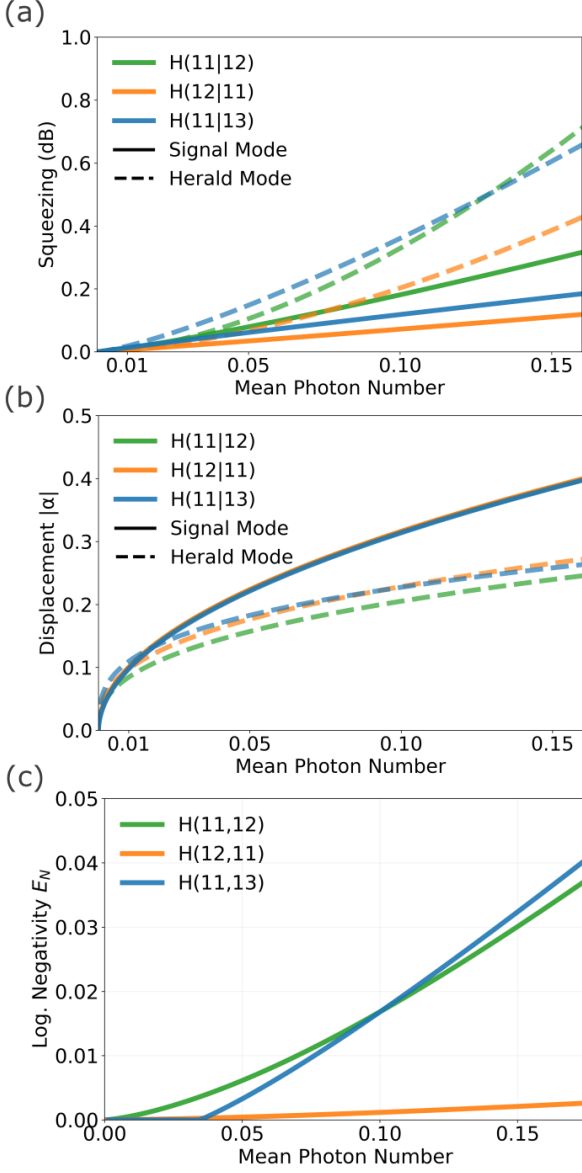 (a)
1.0
0.8
0.6
0.4
0.2
0.0
Squeezing (dB)
H(11|12)
H(12|11)
H(11|13)
Signal Mode
Herald Mode
0.01
0.05
0.10
0.15
Mean Photon Number
(b)
0.5
0.4
0.3
0.2
0.1
0.0
Displacement |α|
H(11|12)
H(12|11)
H(11|13)
Signal Mode
Herald Mode
0.01
0.05
0.10
0.15
Mean Photon Number
(c)
0.05
0.04
0.03
0.02
0.01
0.00
Log. Negativity E_N
H(11,12)
H(12,11)
H(11,13)
0.00
0.05
0.10
0.15
Mean Photon Number